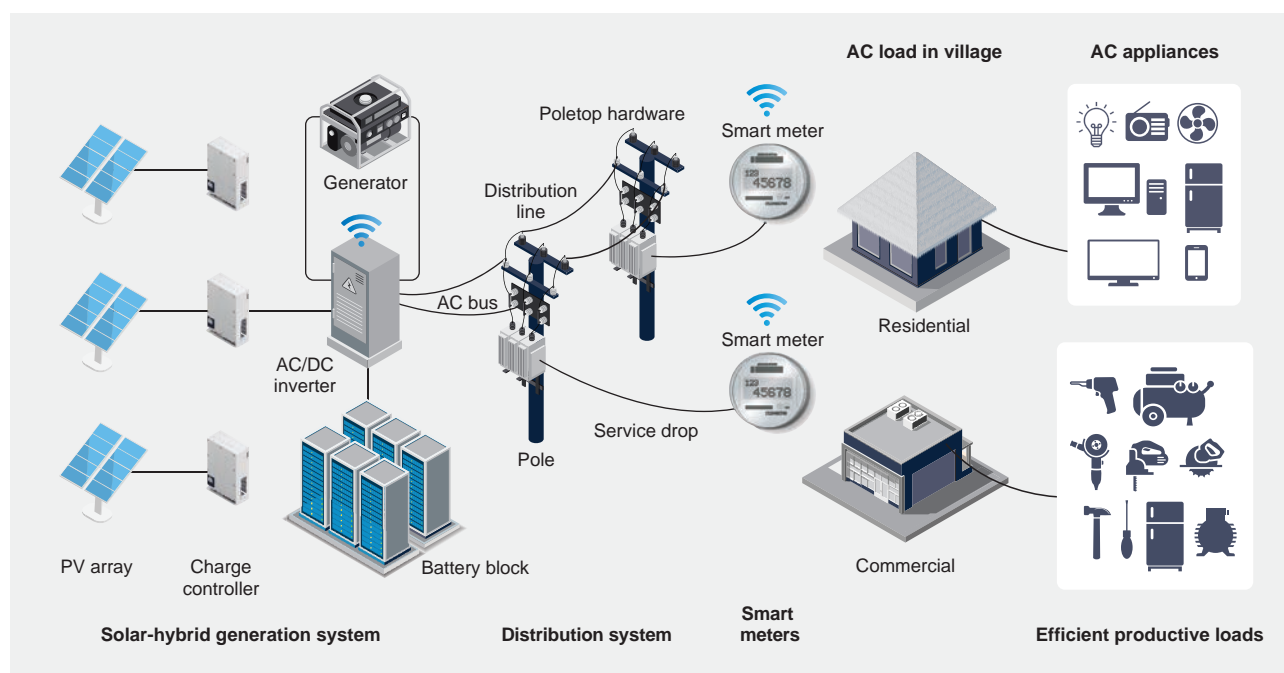 AC load in village
AC appliances
Poletop hardware
Smart meter
123
45678
Generator
Distribution
line
AC bus
Residential
Smart meter
123
45678
AC/DC
inverter
Service drop
Pole
PV array
Charge
controller
Battery block
Commercial
Solar-hybrid generation system
Distribution system
Smart
meters
Efficient productive loads